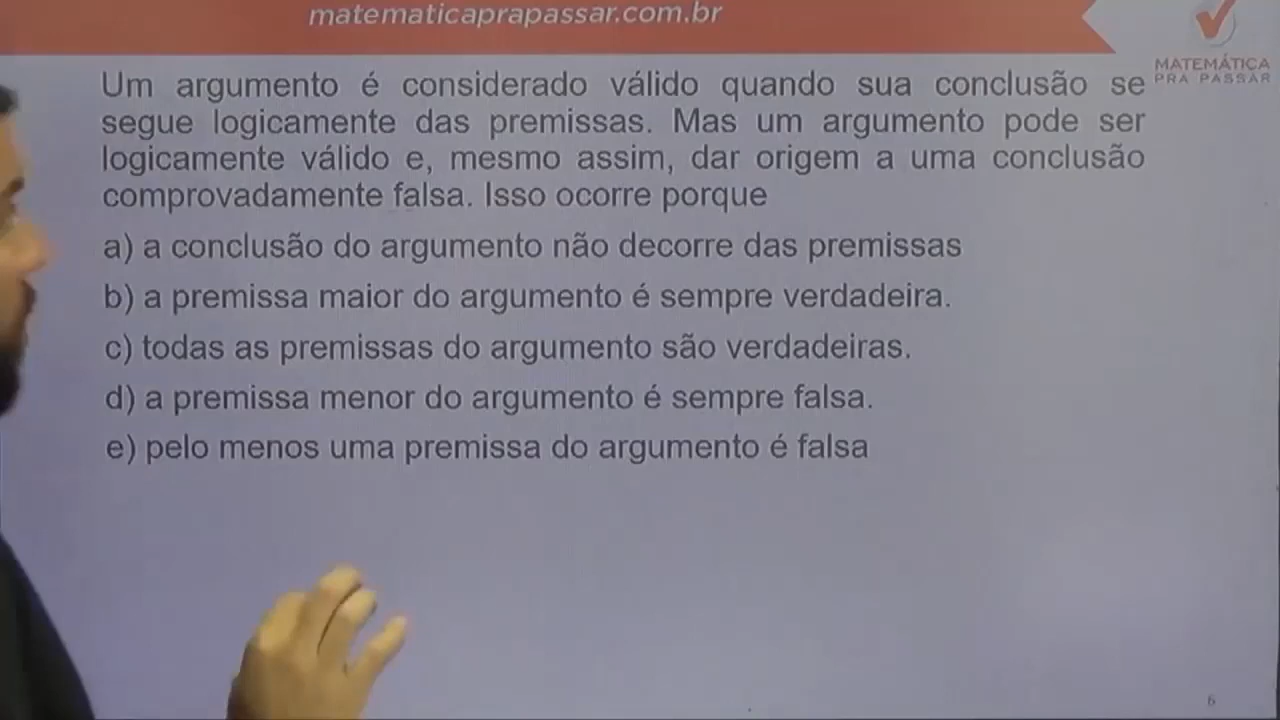 matematicaprapassar.com.br
MATEMÁTICA
PRA PASSAR
Um argumento é considerado válido quando sua conclusão se
segue logicamente das premissas. Mas um argumento pode ser
logicamente válido e, mesmo assim, dar origem a uma conclusão
comprovadamente falsa. Isso ocorre porque
a) a conclusão do argumento não decorre das premissas
b) a premissa maior do argumento é sempre verdadeira.
c) todas as premissas do argumento são verdadeiras.
d) a premissa menor do argumento é sempre falsa.
e) pelo menos uma premissa do argumento é falsa
6